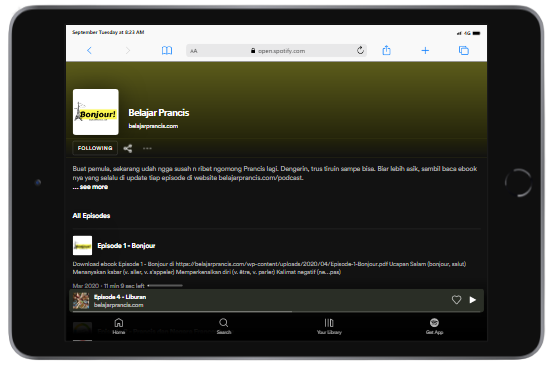 September Tuesday at 8:23 AM
4G
AA
open.spotify.com
Bonjour!
Belajar Prancis
belajarprancis.com
FOLLOWING
Buat pemula, sekarang udah ngga susah n ribet ngomong Prancis lagi. Dengerin, trus tiruin sampe bisa. Biar lebih asik, sambil baca ebook
nya yang selalu di update tiap episode di website belajarprancis.com/podcast.
... see more
All Episodes
Bonjour!
Episode 1 - Bonjour
Download ebook Episode 1 - Bonjour di https://belajarprancis.com/wp-content/uploads/2020/04/Episode-1-Bonjour.pdf Ucapan Salam (bonjour, salut)
Menanyakan kabar (v. aller, v. s'appeler) Memperkenalkan diri (v. être, v. parler) Kalimat negatif (ne...pas)
Mar 2020 · 11 min 9 sec left
Episode 4 - Liburan
belajarprancis.com
Home
Search
Your Library
Get App